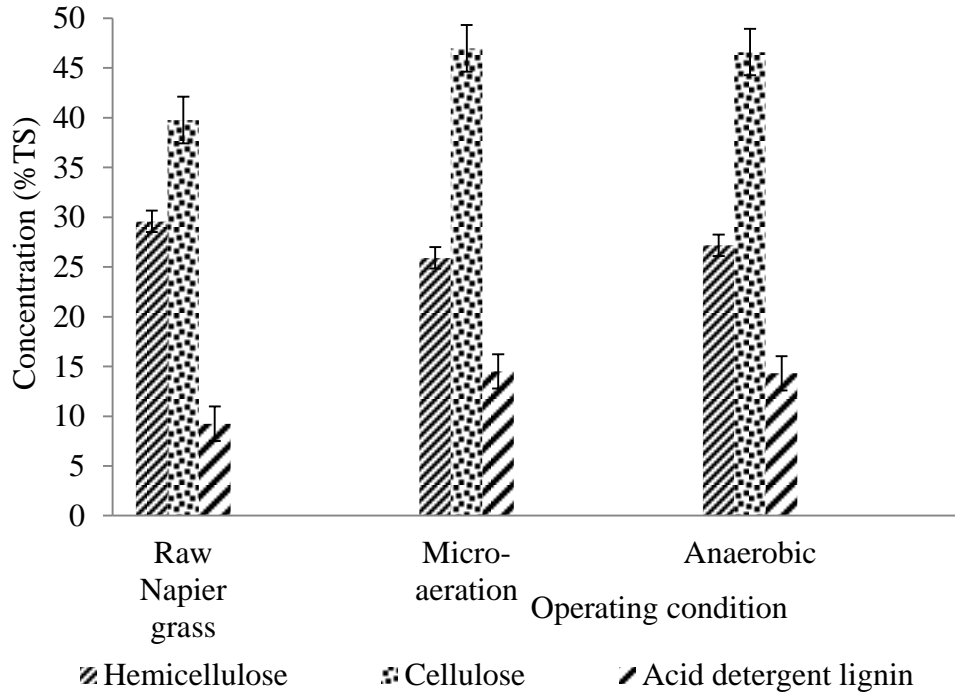 Concentration (%TS)
50
45
40
35
30
25
20
15
10
5
0
Raw
Napier
grass
Micro-
aeration
Anaerobic
Operating condition
Hemicellulose
Cellulose
Acid detergent lignin